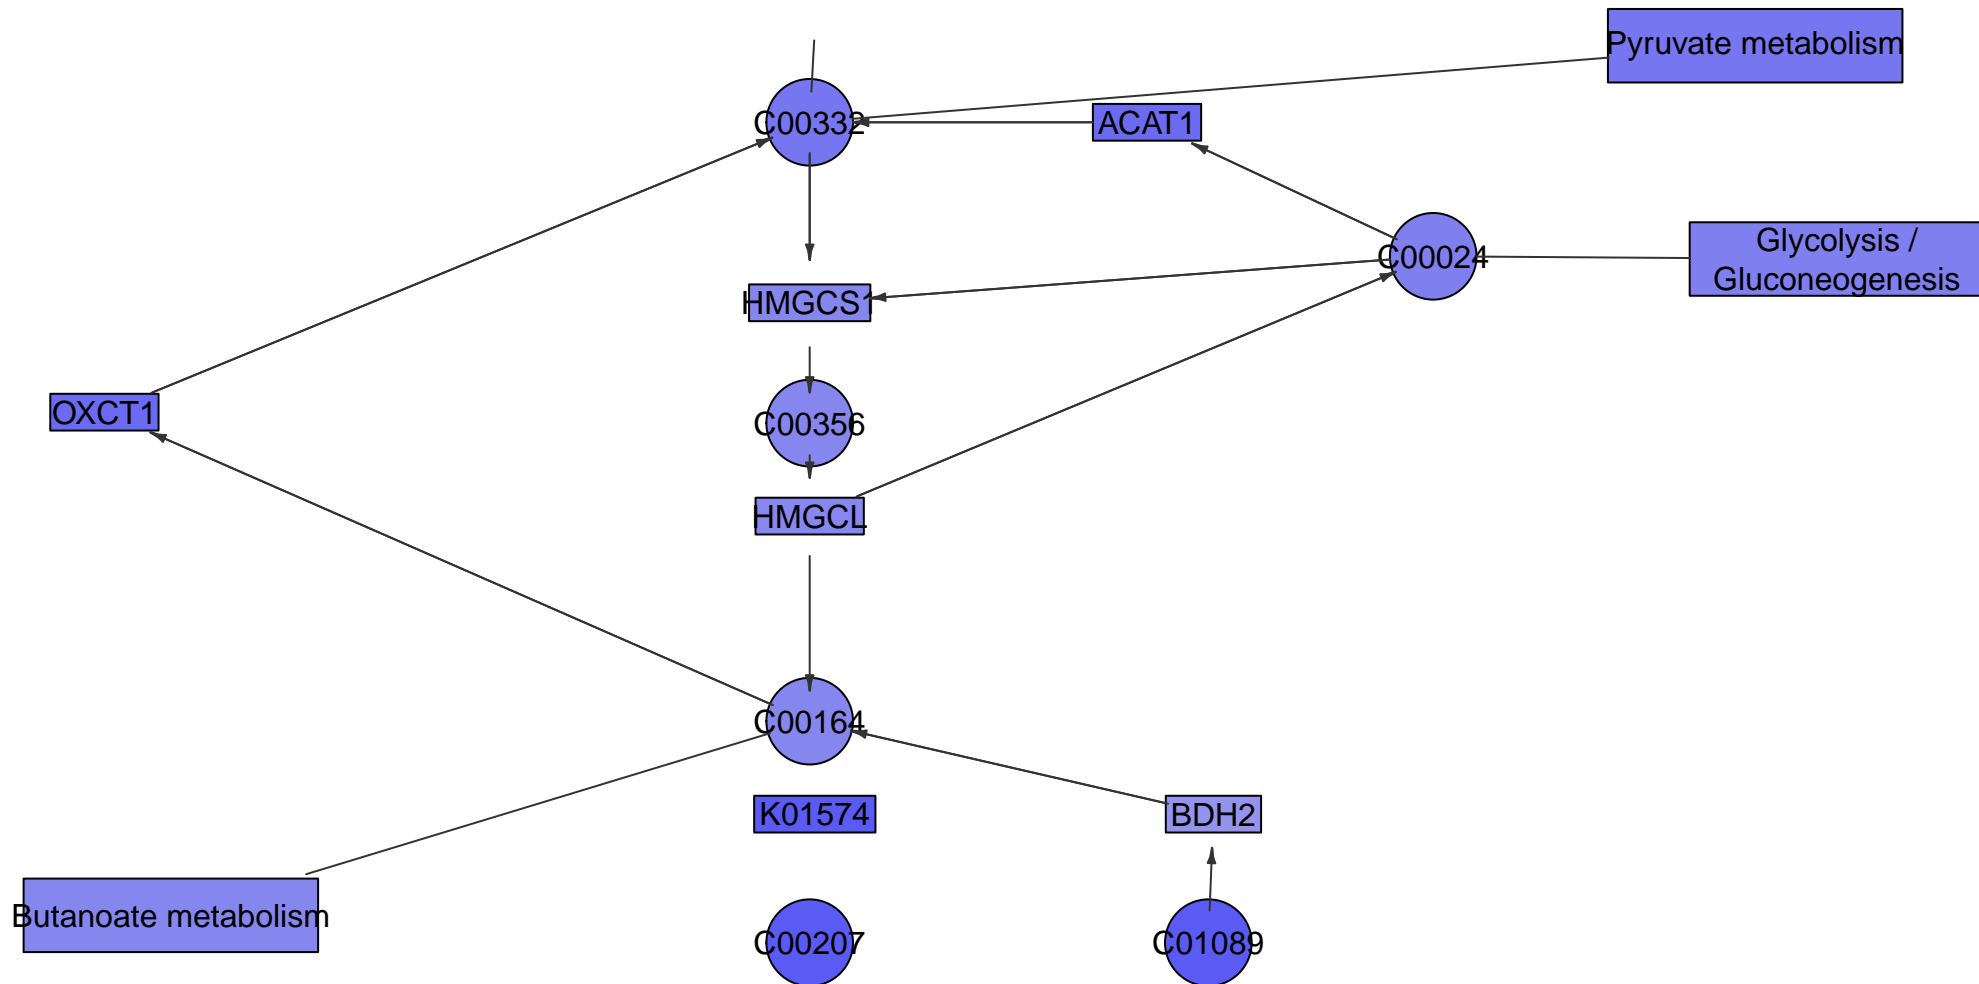 Pyruvate metabolism
C00332
ACAT1
Glycolysis /
Gluconeogenesis
C00024
HMGCS1
OXCT1
C00356
HMGCL
C00164
K01574
BDH2
Butanoate metabolism
C00207
C01089